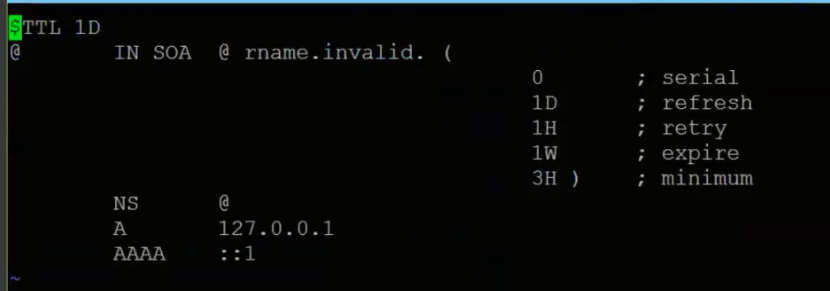 $TTL 1D
@ IN SOA @ rname.invalid. (
0 ; serial
1D ; refresh
1H ; retry
1W ; expire
3H ) ; minimum
NS @
A 127.0.0.1
AAAA ::1
~